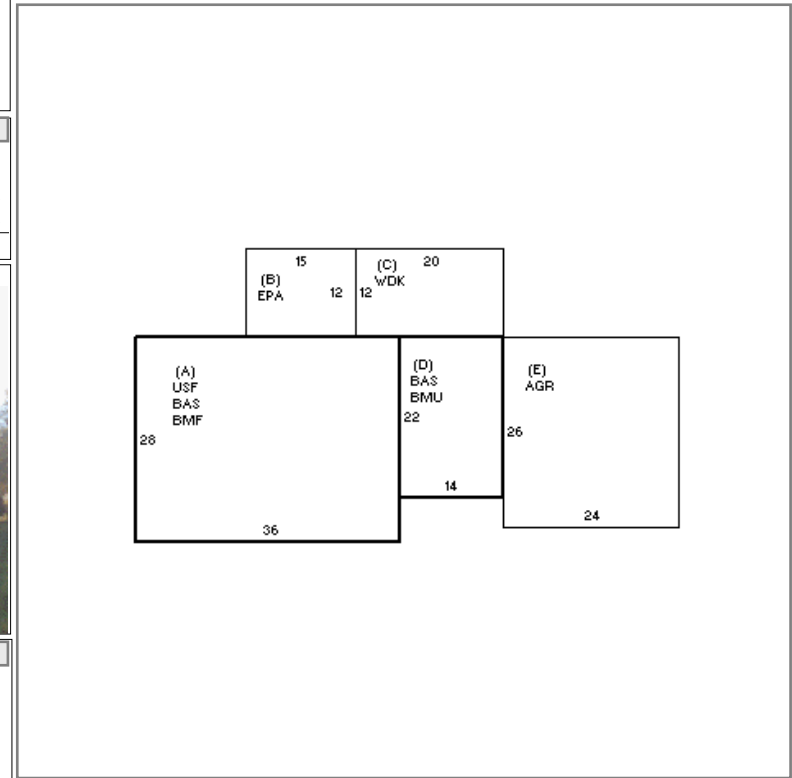 15
(B)
EPA
12
(C)
WDK
20
12
(A)
USF
BAS
BMF
28
36
(D)
BAS
BMU
22
14
(E)
AGR
26
24